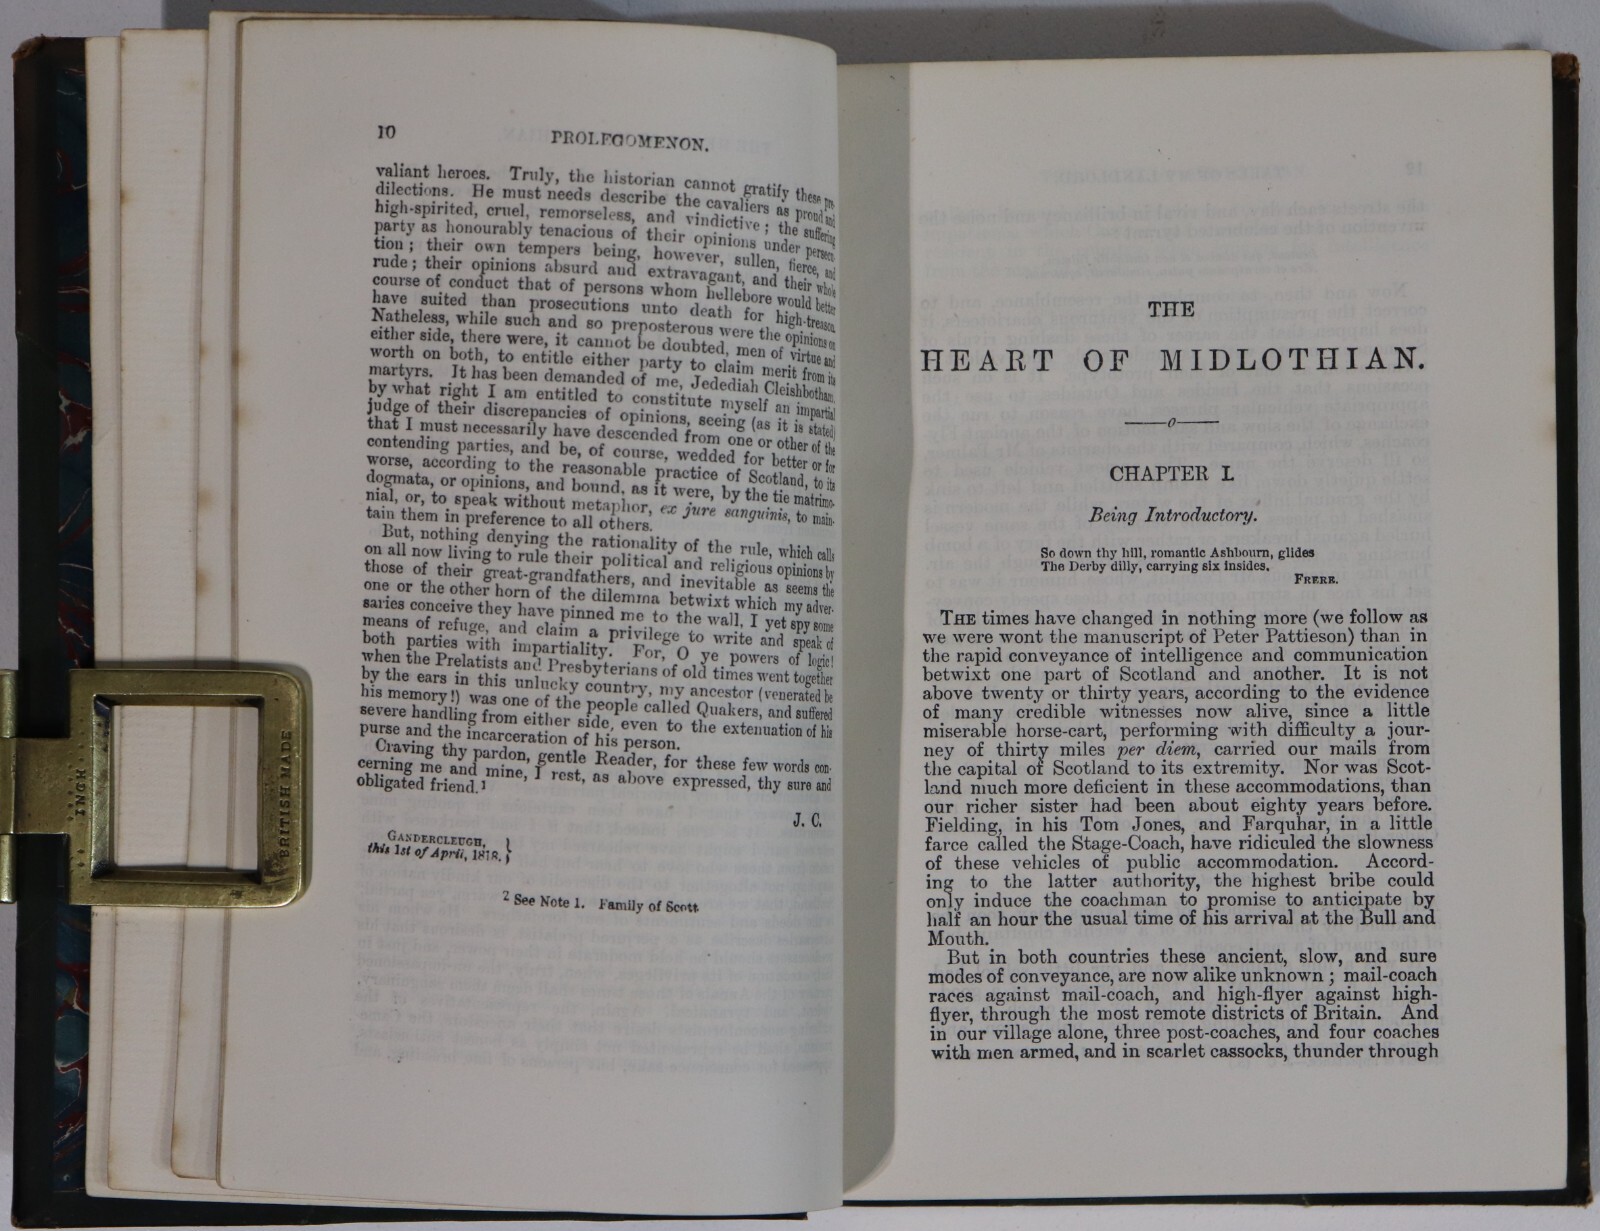 10
PROLEGOMENON.
valiant heroes. Truly, the historian cannot gratify these pre-
dilections. He must needs describe the cavaliers as proud and
high-spirited, cruel, remorseless, and vindictive; the suffering
party as honourably tenacious of their opinions under persecu-
tion; their own tempers being, however, sullen, fierce, and
rude; their opinions absurd and extravagant, and their whole
course of conduct that of persons whom hellebore would better
have suited than prosecutions unto death for high-treason.
Natheless, while such and so preposterous were the opinions on
either side, there were, it cannot be doubted, men of virtue and
worth on both, to entitle either party to claim merit from its
martyrs. It has been demanded of me, Jedediah Cleishbotham,
by what right I am entitled to constitute myself an impartial
judge of their discrepancies of opinions, seeing (as it is stated)
that I must necessarily have descended from one or other of the
contending parties, and be, of course, wedded for better or for
worse, according to the reasonable practice of Scotland, to its
dogmata, or opinions, and bound, as it were, by the tie matrimo-
nial, or, to speak without metaphor, ex jure sanguinis, to main-
tain them in preference to all others.
But, nothing denying the rationality of the rule, which calls
on all now living to rule their political and religious opinions by
those of their great-grandfathers, and inevitable as seems the
one or the other horn of the dilemma betwixt which my adver-
saries conceive they have pinned me to the wall, I yet spy some
means of refuge, and claim a privilege to write and speak of
both parties with impartiality. For, O ye powers of logic!
when the Prelatists and Presbyterians of old times went together
by the ears in this unlucky country, my ancestor (venerated be
his memory!) was one of the people called Quakers, and suffered
severe handling from either side, even to the extenuation of his
purse and the incarceration of his person.
Craving thy pardon, gentle Reader, for these few words con-
cerning me and mine, I rest, as above expressed, thy sure and
obligated friend.¹
J. C.
GANDERCLEUGH,
this 1st of April, 1818.
² See Note 1. Family of Scott.
THE
HEART OF MIDLOTHIAN.
CHAPTER I.
Being Introductory.
So down thy hill, romantic Ashbourn, glides
The Derby dilly, carrying six insides.
FRERE.
THE times have changed in nothing more (we follow as
we were wont the manuscript of Peter Pattieson) than in
the rapid conveyance of intelligence and communication
betwixt one part of Scotland and another. It is not
above twenty or thirty years, according to the evidence
of many credible witnesses now alive, since a little
miserable horse-cart, performing with difficulty a jour-
ney of thirty miles per diem, carried our mails from
the capital of Scotland to its extremity. Nor was Scot-
land much more deficient in these accommodations, than
our richer sister had been about eighty years before.
Fielding, in his Tom Jones, and Farquhar, in a little
farce called the Stage-Coach, have ridiculed the slowness
of these vehicles of public accommodation. Accord-
ing to the latter authority, the highest bribe could
only induce the coachman to promise to anticipate by
half an hour the usual time of his arrival at the Bull and
Mouth.
But in both countries these ancient, slow, and sure
modes of conveyance, are now alike unknown; mail-coach
races against mail-coach, and high-flyer against high-
flyer, through the most remote districts of Britain. And
in our village alone, three post-coaches, and four coaches
with men armed, and in scarlet cassocks, thunder through
BRITISH MADE